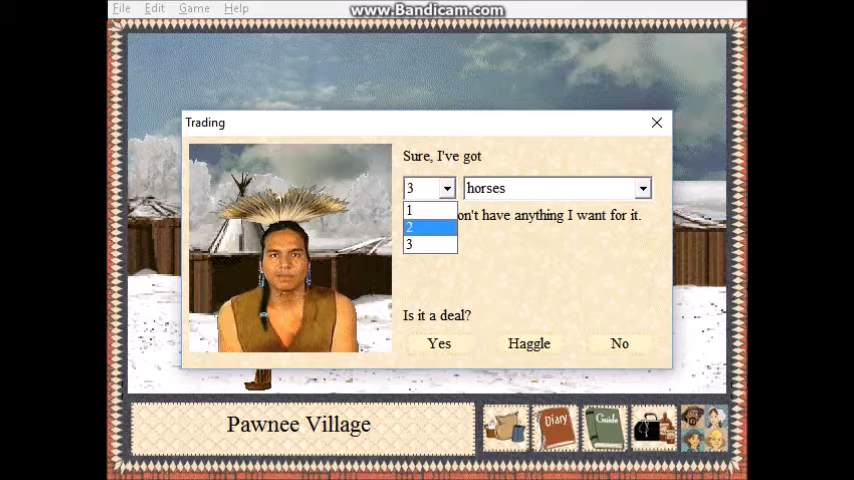 File Edit Game Help
www.Bandicam.com
Trading
Sure, I've got
3 horses
1
on't have anything I want for it.
2
3
Is it a deal?
Yes Haggle No
Pawnee Village
Diary
Guide